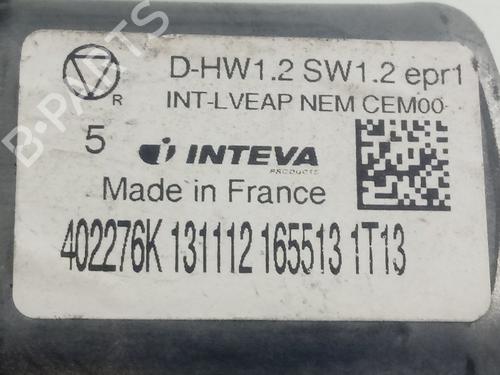 D-HW1.2 SW1.2 epr1
R
INT-LVEAP NEM CEM00
5
INTEVA
PRODUCTS
Made in France
402276K 131112 165513 1T13
B-PARTS